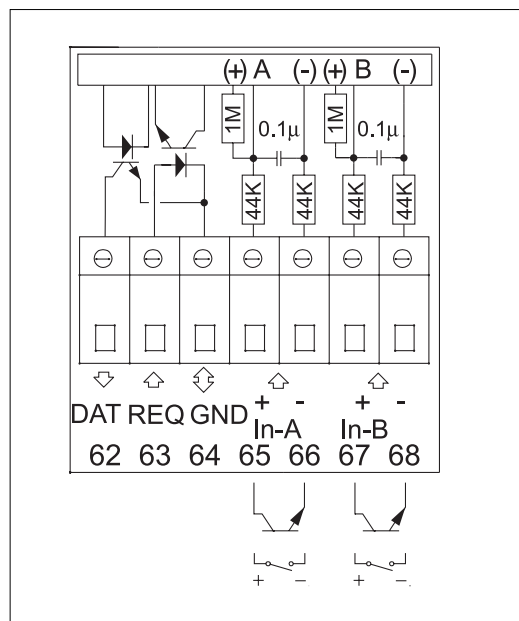 (+) A (-) (+) B (-)
1M 0.1µ 1M 0.1µ
44K 44K 44K 44K
+ - + -
DAT REQ GND In-A In-B
62 63 64 65 66 67 68
+ - + -